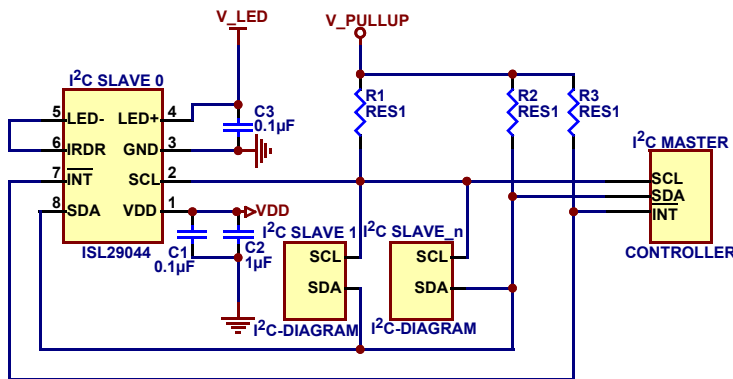 V_LED
V_PULLUP
I²C SLAVE 0
5 LED- LED+ 4
6 IRDR GND 3
7 INT SCL 2
8 SDA VDD 1
ISL29044
C3
0.1µF
R1
RES1
R2
RES1
R3
RES1
I²C MASTER
SCL
SDA
INT
CONTROLLER
VDD
C1
0.1µF
C2
1µF
I²C SLAVE 1
SCL
SDA
I²C-DIAGRAM
I²C SLAVE_n
SCL
SDA
I²C-DIAGRAM